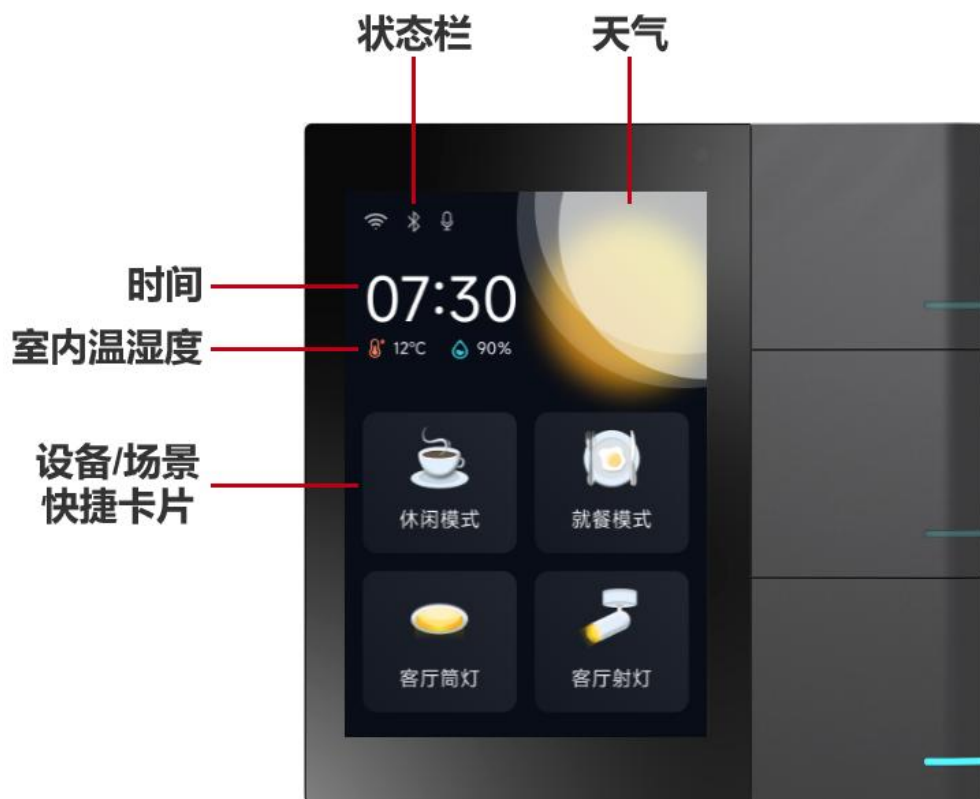 状态栏
天气
时间
07:30
室内温湿度
12°C
90%
设备/场景
快捷卡片
休闲模式
就餐模式
客厅筒灯
客厅射灯